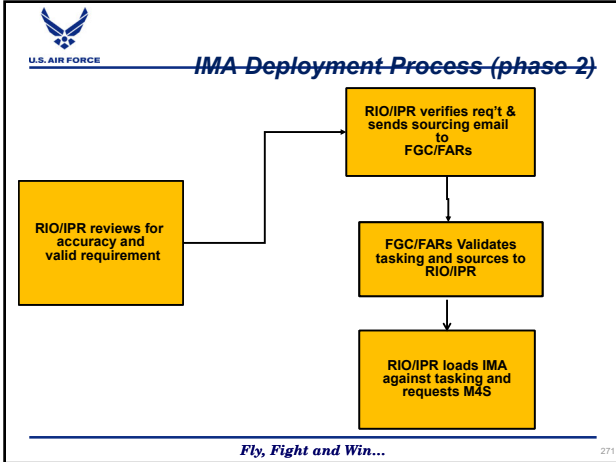 U.S. AIR FORCE
IMA Deployment Process (phase 2)
RIO/IPR verifies req't &
sends sourcing email
to
FGC/FARs
RIO/IPR reviews for
accuracy and
valid requirement
FGC/FARs Validates
tasking and sources to
RIO/IPR
RIO/IPR loads IMA
against tasking and
requests M4S
Fly, Fight and Win...
271